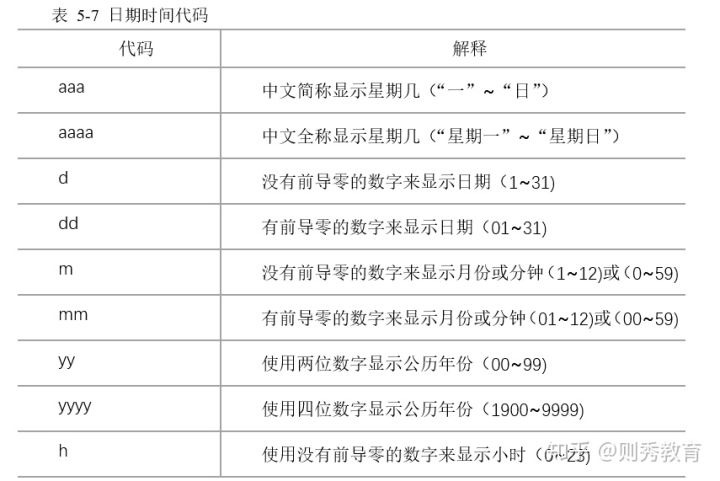 表 5-7 日期时间代码
代码 解释
aaa 中文简称显示星期几（“一”~“日”）
aaaa 中文全称显示星期几（“星期一”~“星期日”）
d 没有前导零的数字来显示日期（1~31)
dd 有前导零的数字来显示日期（01~31)
m 没有前导零的数字来显示月份或分钟（1~12)或(0~59)
mm 有前导零的数字来显示月份或分钟（01~12)或(00~59)
yy 使用两位数字显示公历年份（00~99)
yyyy 使用四位数字显示公历年份（1900~9999)
h 使用没有前导零的数字来显示小时（0~23)
知乎 @则秀教育